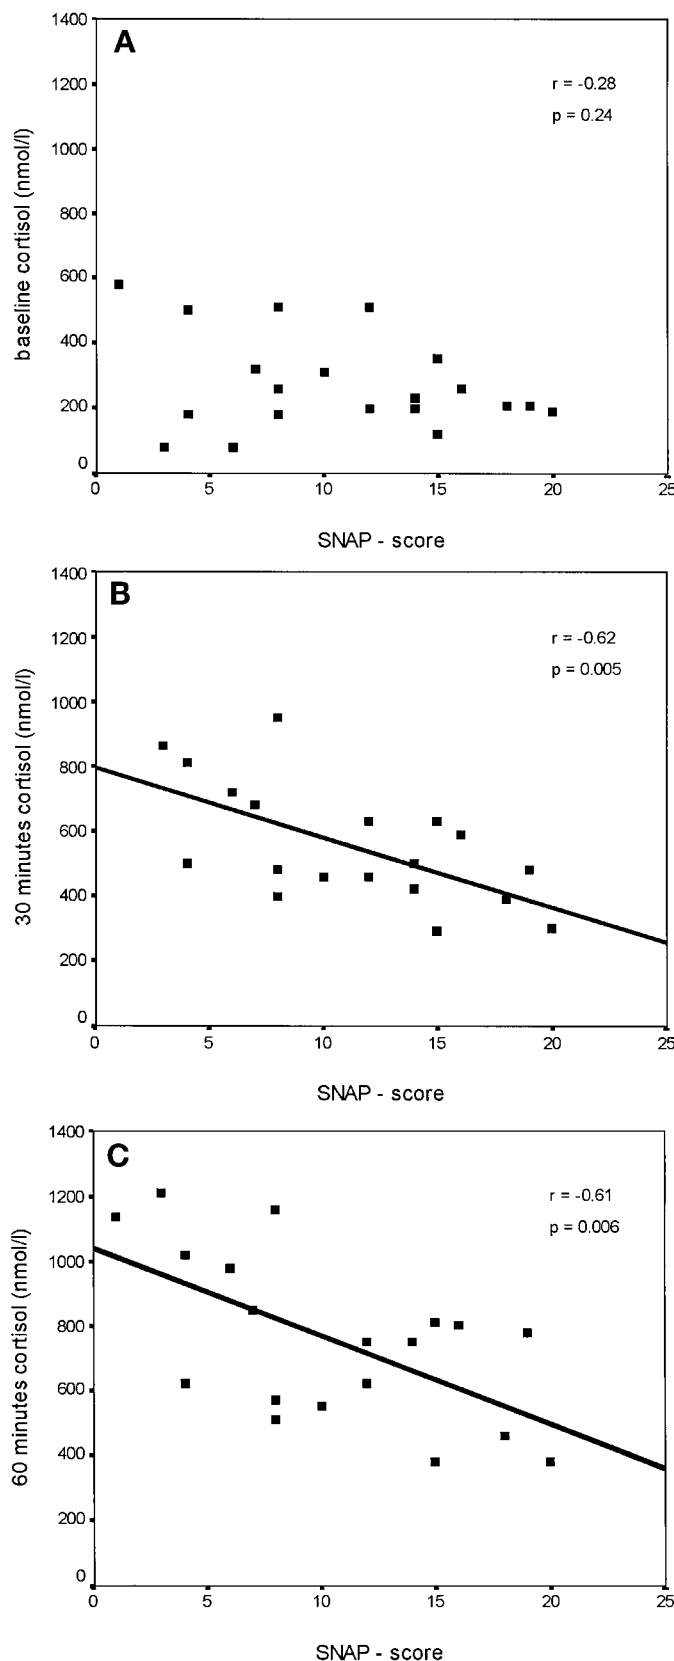 A
1400
1200
1000
800
600
400
200
0
baseline cortisol (nmol/l)
r = -0.28
p = 0.24
0 5 10 15 20 25
SNAP - score
B
1400
1200
1000
800
600
400
200
0
30 minutes cortisol (nmol/l)
r = -0.62
p = 0.005
0 5 10 15 20 25
SNAP - score
C
1400
1200
1000
800
600
400
200
0
60 minutes cortisol (nmol/l)
r = -0.61
p = 0.006
0 5 10 15 20 25
SNAP - score